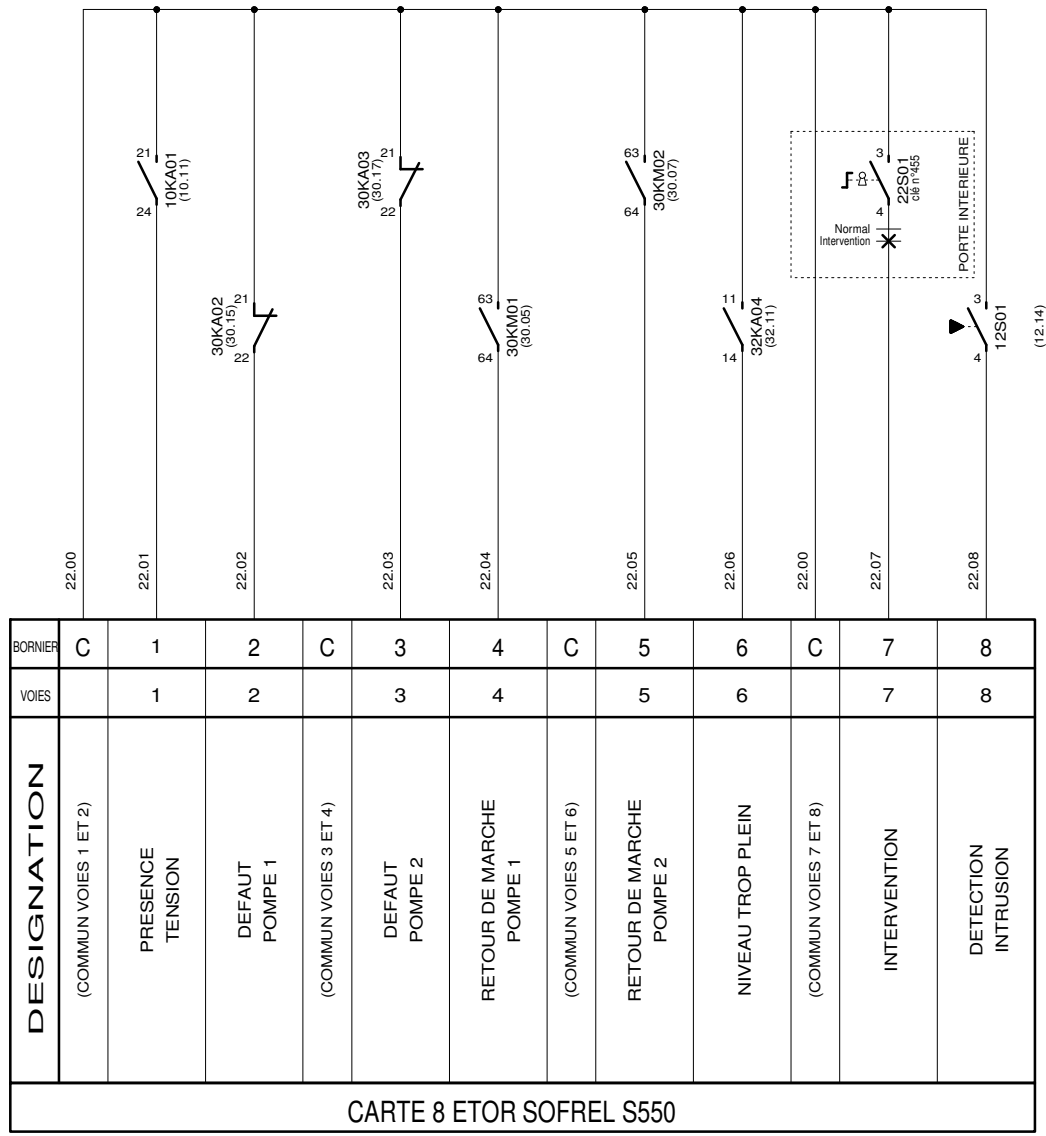 21
10KA01
(10.11)
24
30KA03
(30.17)
21
22
63
30KM02
(30.07)
64
3
22S01
clé n°455
4
Normal
Intervention
PORTE INTERIEURE
30KA02
(30.15)
21
22
63
30KM01
(30.05)
64
11
32KA04
(32.11)
14
3
12S01
4
(12.14)
22.00
22.01
22.02
22.03
22.04
22.05
22.06
22.00
22.07
22.08
BORNIER C 1 2 C 3 4 C 5 6 C 7 8
VOIES 1 2 3 4 5 6 7 8
DESIGNATION
(COMMUN VOIES 1 ET 2)
PRESENCE
TENSION
DEFAUT
POMPE 1
(COMMUN VOIES 3 ET 4)
DEFAUT
POMPE 2
RETOUR DE MARCHE
POMPE 1
(COMMUN VOIES 5 ET 6)
RETOUR DE MARCHE
POMPE 2
NIVEAU TROP PLEIN
(COMMUN VOIES 7 ET 8)
INTERVENTION
DETECTION
INTRUSION
CARTE 8 ETOR SOFREL S550